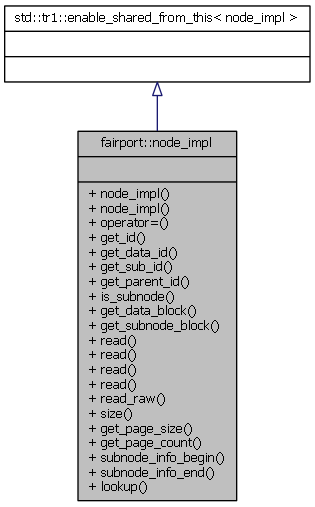 std::tr1::enable_shared_from_this< node_impl >
fairport::node_impl
+ node_impl()
+ node_impl()
+ operator=()
+ get_id()
+ get_data_id()
+ get_sub_id()
+ get_parent_id()
+ is_subnode()
+ get_data_block()
+ get_subnode_block()
+ read()
+ read()
+ read()
+ read()
+ read_raw()
+ size()
+ get_page_size()
+ get_page_count()
+ subnode_info_begin()
+ subnode_info_end()
+ lookup()